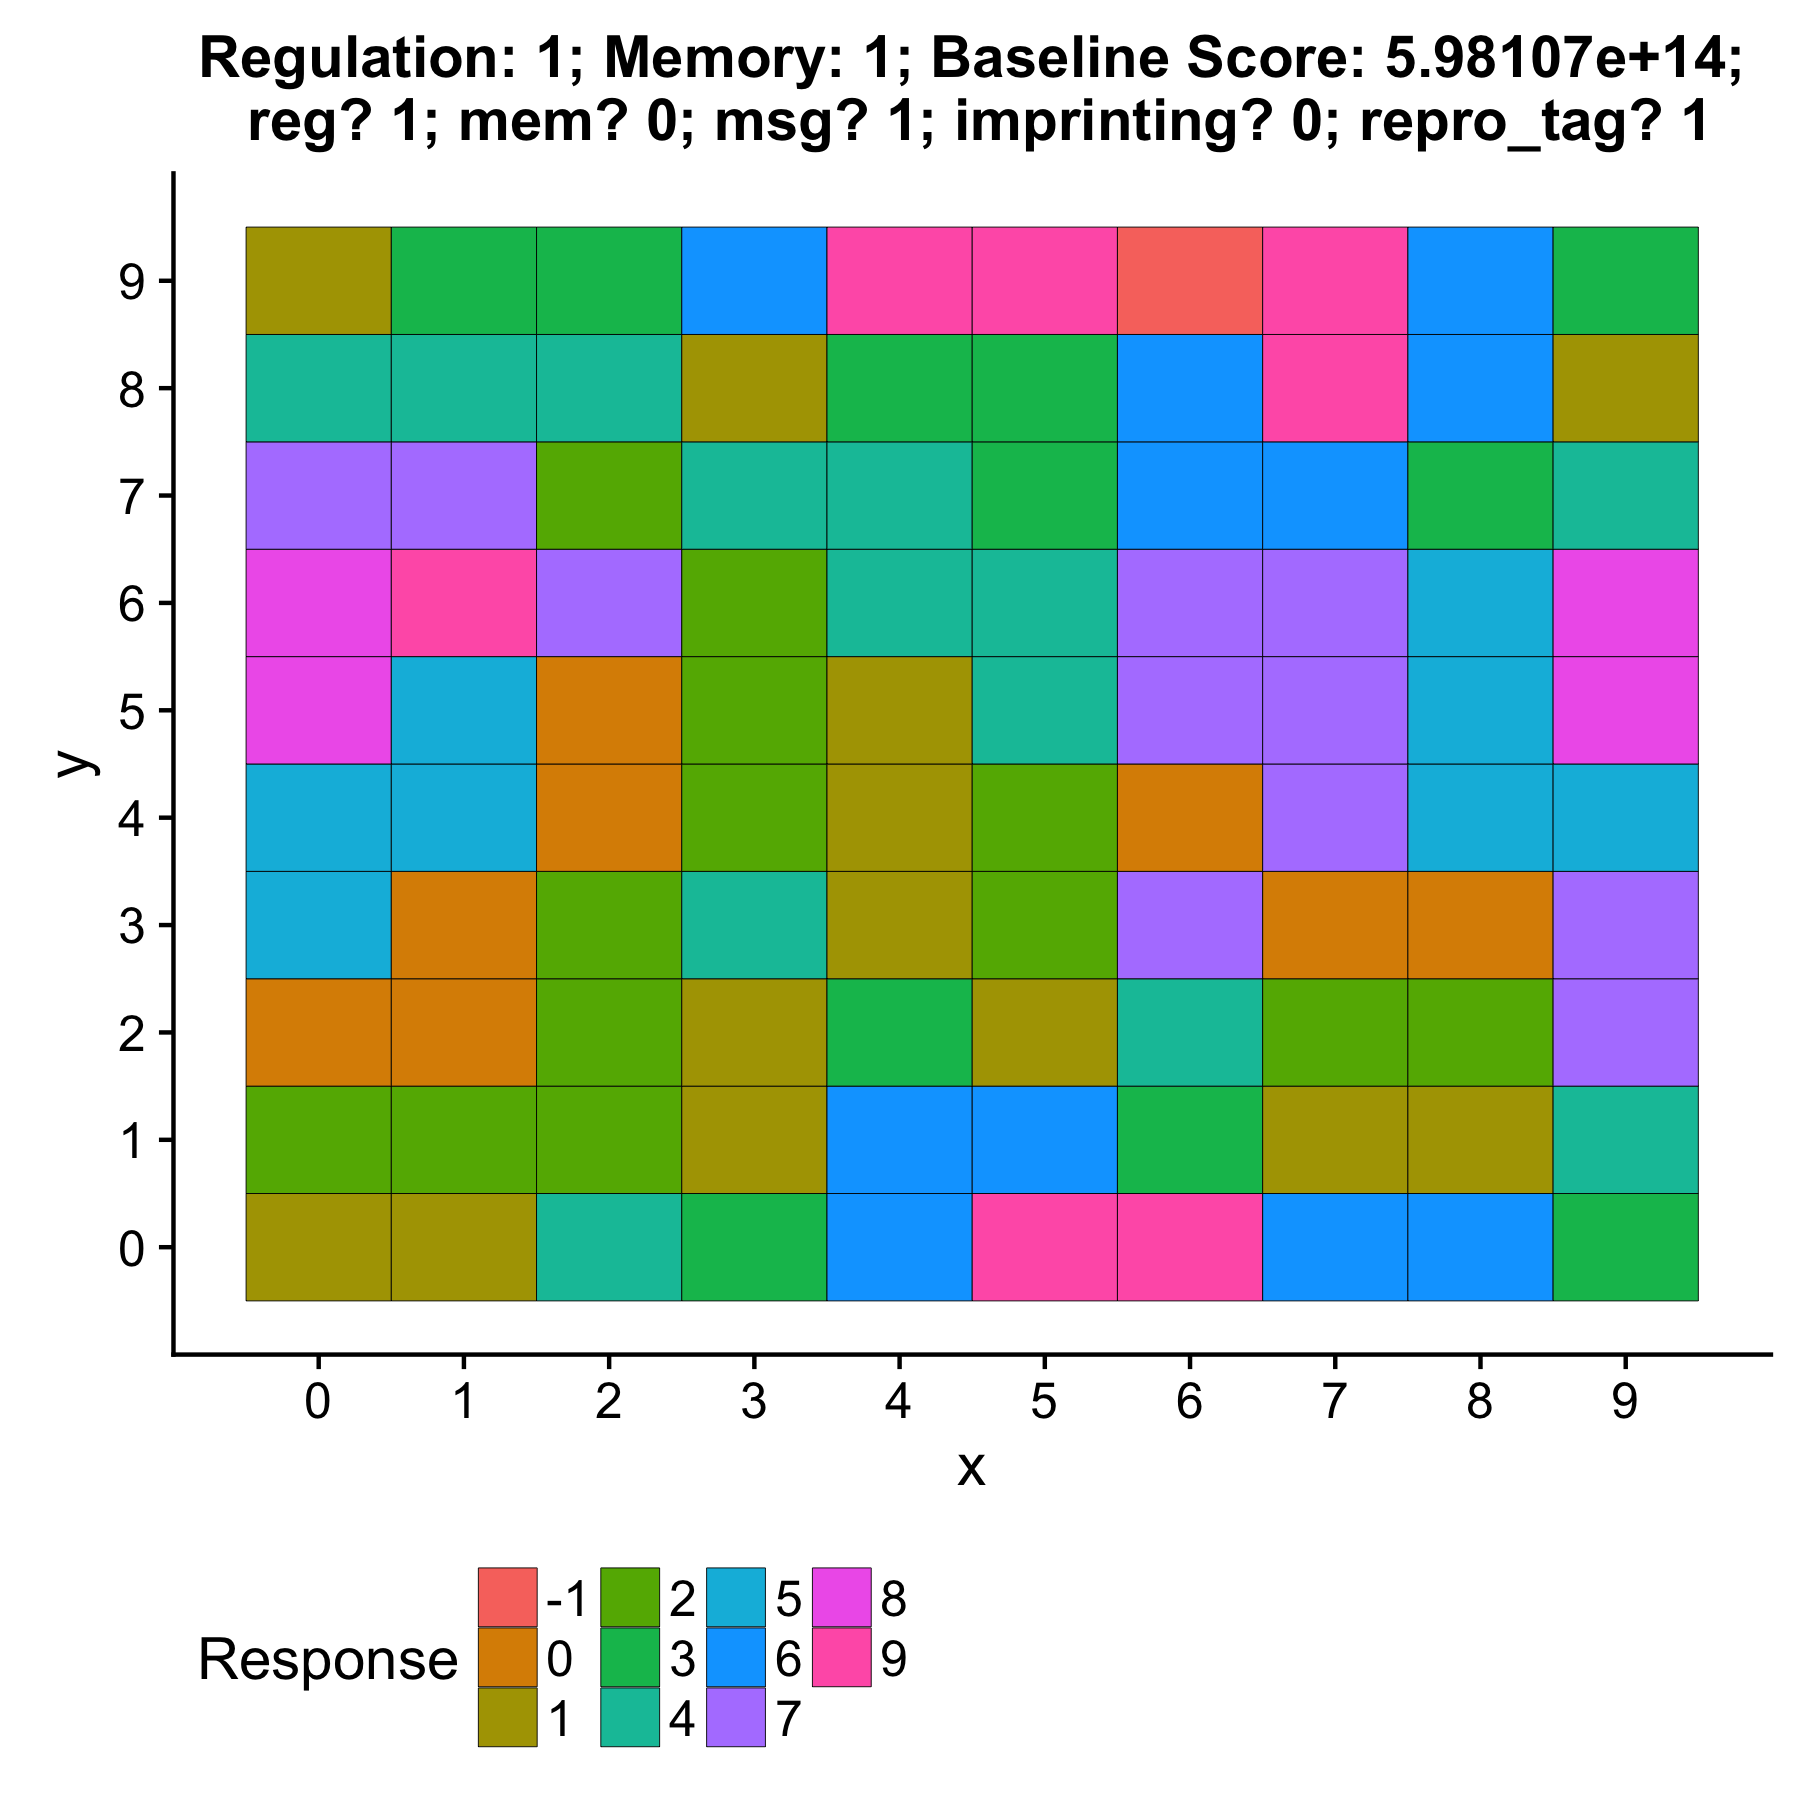 Regulation: 1; Memory: 1; Baseline Score: 5.98107e+14;
reg? 1; mem? 0; msg? 1; imprinting? 0; repro_tag? 1
y
9
8
7
6
5
4
3
2
1
0
0 1 2 3 4 5 6 7 8 9
x
Response
-1 2 5 8
0 3 6 9
1 4 7